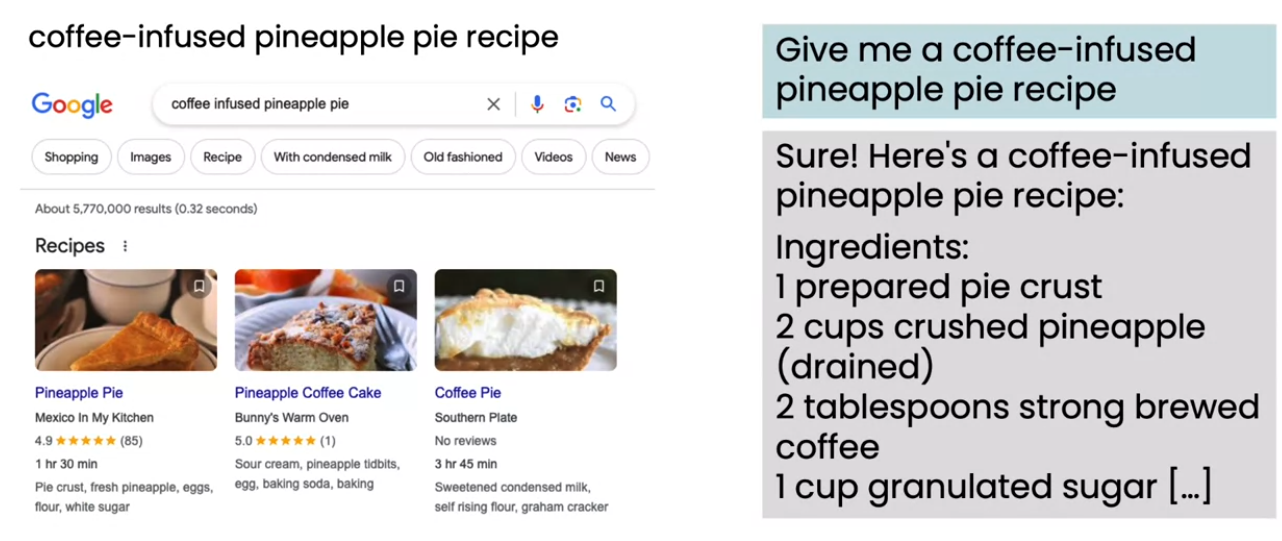 coffee-infused pineapple pie recipe
Google
coffee infused pineapple pie
Shopping
Images
Recipe
With condensed milk
Old fashioned
Videos
News
About 5,770,000 results (0.32 seconds)
Recipes
Pineapple Pie
Mexico In My Kitchen
4.9 ★★★★★ (85)
1 hr 30 min
Pie crust, fresh pineapple, eggs,
flour, white sugar
Pineapple Coffee Cake
Bunny's Warm Oven
5.0 ★★★★★ (1)
Sour cream, pineapple tidbits,
egg, baking soda, baking
Coffee Pie
Southern Plate
No reviews
3 hr 45 min
Sweetened condensed milk,
self rising flour, graham cracker
Give me a coffee-infused
pineapple pie recipe
Sure! Here's a coffee-infused
pineapple pie recipe:
Ingredients:
1 prepared pie crust
2 cups crushed pineapple
(drained)
2 tablespoons strong brewed
coffee
1 cup granulated sugar [...]